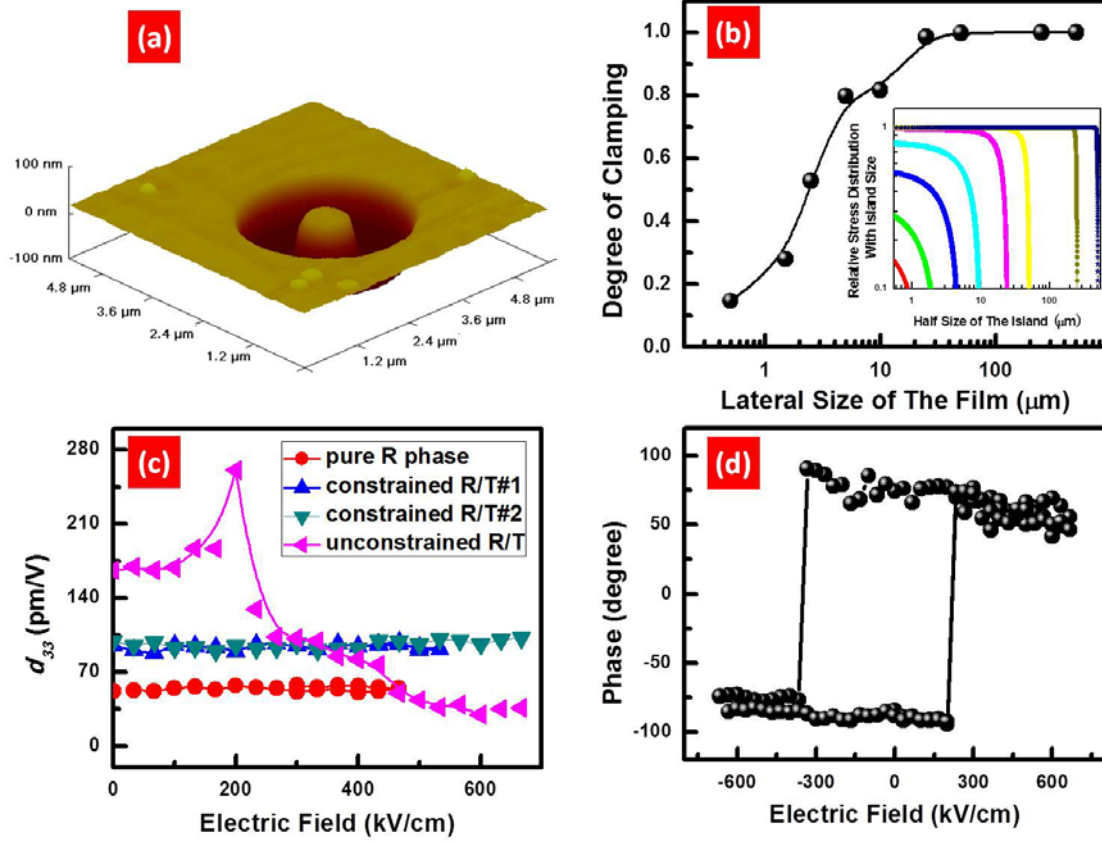 (a)
100 nm
0 nm
-100 nm
4.8 µm
3.6 µm
2.4 µm
1.2 µm
4.8 µm
3.6 µm
2.4 µm
1.2 µm
(b)
Degree of Clamping
1.0
0.8
0.6
0.4
0.2
0.0
1 10 100
Lateral Size of The Film (µm)
Relative Stress Distribution
With Island Size
1
0.1
1 10 100
Half Size of The Island (µm)
(c)
d33 (pm/V)
280
210
140
70
0
0 200 400 600
Electric Field (kV/cm)
pure R phase
constrained R/T#1
constrained R/T#2
unconstrained R/T
(d)
Phase (degree)
100
50
0
-50
-100
-600 -300 0 300 600
Electric Field (kV/cm)